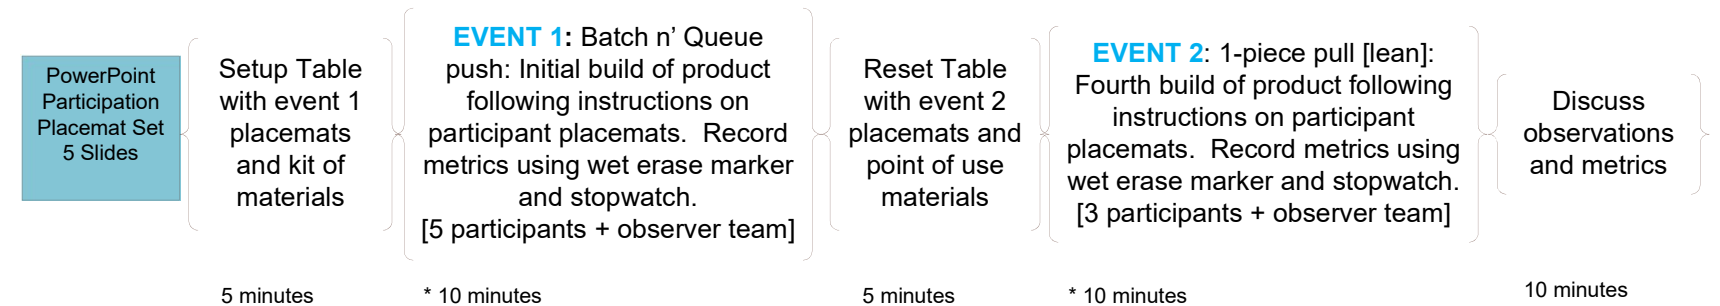 PowerPoint
Participation
Placemat Set
5 Slides
Setup Table
with event 1
placemats
and kit of
materials
EVENT 1: Batch n’ Queue
push: Initial build of product
following instructions on
participant placemats.  Record
metrics using wet erase marker
and stopwatch.
[5 participants + observer team]
Reset Table
with event 2
placemats and
point of use
materials
EVENT 2: 1-piece pull [lean]:
Fourth build of product following
instructions on participant
placemats.  Record metrics using
wet erase marker and stopwatch.
[3 participants + observer team]
Discuss
observations
and metrics
5 minutes
* 10 minutes
5 minutes
* 10 minutes
10 minutes